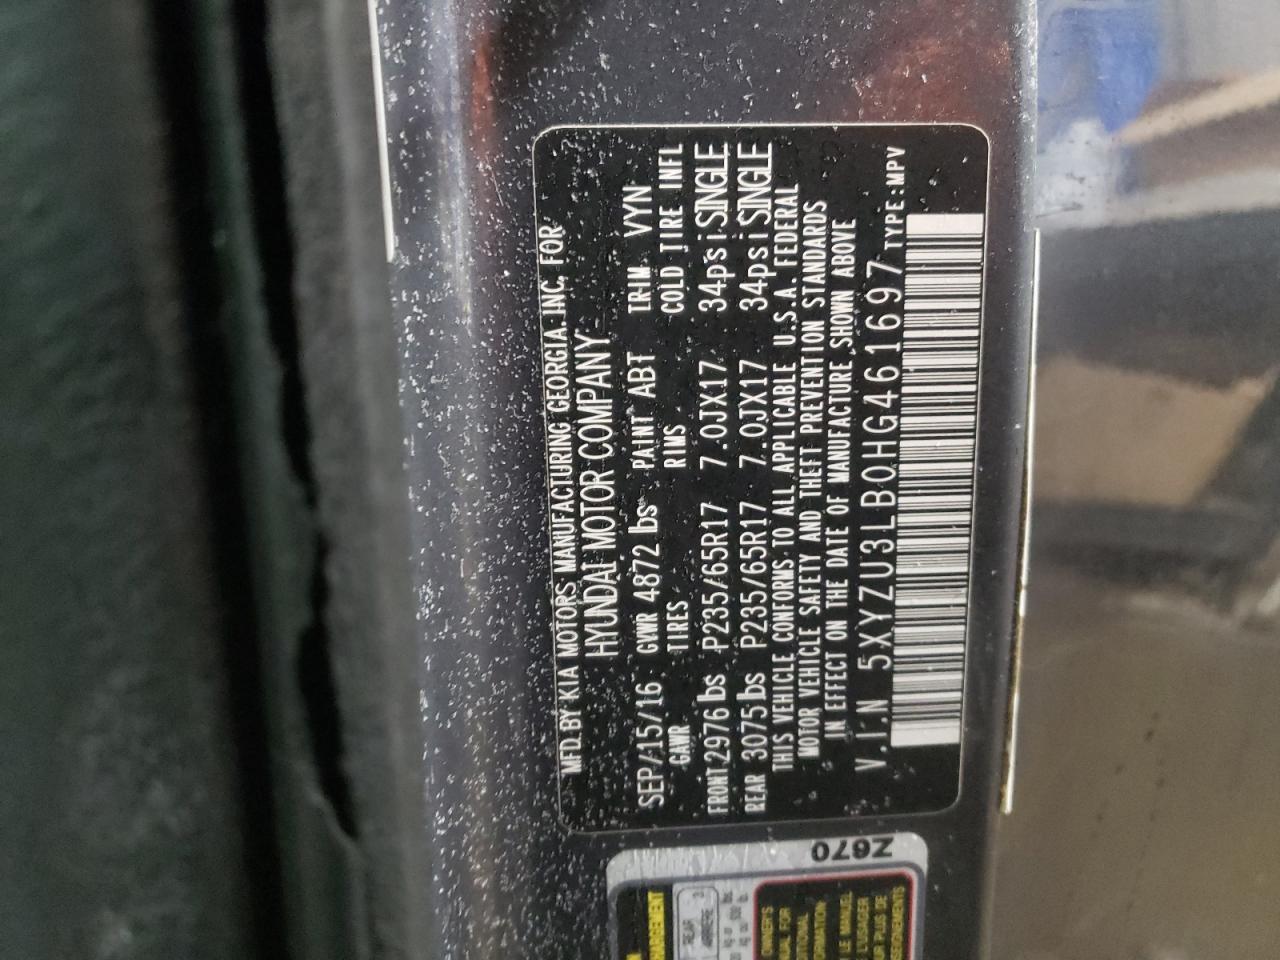 MFD.BY KIA MOTORS MANUFACTURING GEORGIA, INC. FOR
HYUNDAI MOTOR COMPANY
SEP/15/16 GVWR 4872 lbs PAINT ABT TRIM VYN
GAWR TIRES RIMS COLD TIRE INFL
FRONT 2976 lbs P235/65R17 7.0JX17 34psi SINGLE
REAR 3075 lbs P235/65R17 7.0JX17 34psi SINGLE
THIS VEHICLE CONFORMS TO ALL APPLICABLE U.S.A. FEDERAL
MOTOR VEHICLE SAFETY AND THEFT PREVENTION STANDARDS
IN EFFECT ON THE DATE OF MANUFACTURE SHOWN ABOVE
V.I.N 5XYZU3LB0HG461697 TYPE:MPV
Z670
REAR